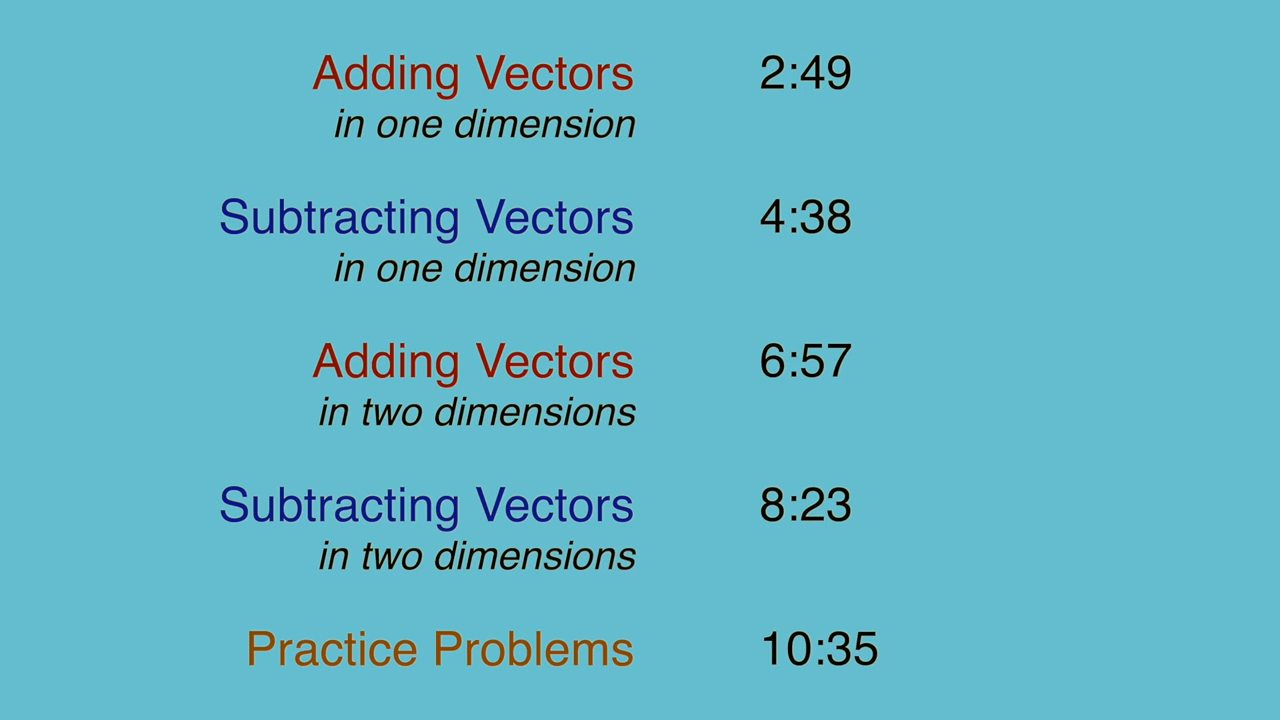 Adding Vectors 2:49
in one dimension
Subtracting Vectors 4:38
in one dimension
Adding Vectors 6:57
in two dimensions
Subtracting Vectors 8:23
in two dimensions
Practice Problems 10:35